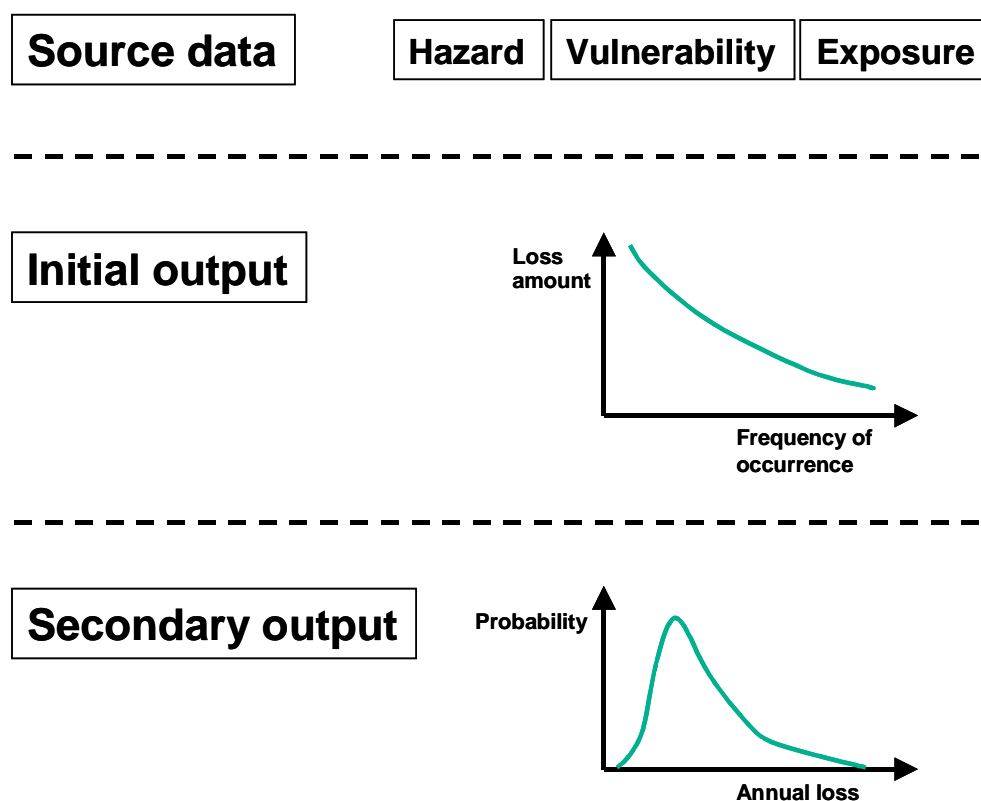 Source data
Hazard
Vulnerability
Exposure
Initial output
Loss
amount
Frequency of
occurrence
Secondary output
Probability
Annual loss